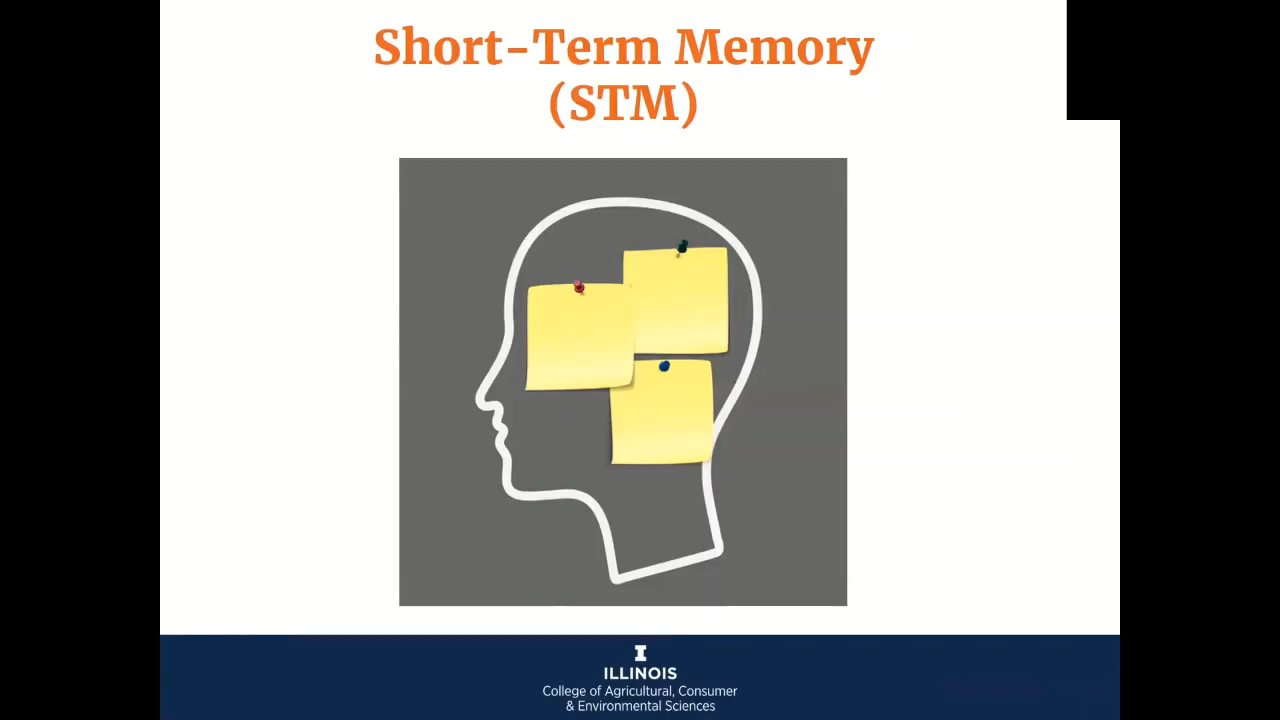 Short-Term Memory
(STM)
I
ILLINOIS
College of Agricultural, Consumer
& Environmental Sciences